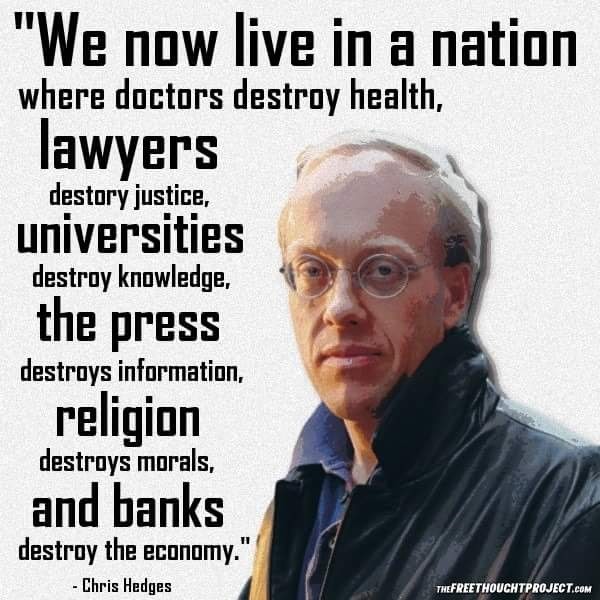 "We now live in a nation
where doctors destroy health,
lawyers
destory justice,
universities
destroy knowledge,
the press
destroys information,
religion
destroys morals,
and banks
destroy the economy."
- Chris Hedges
THEFREETHOUGHTPROJECT.COM